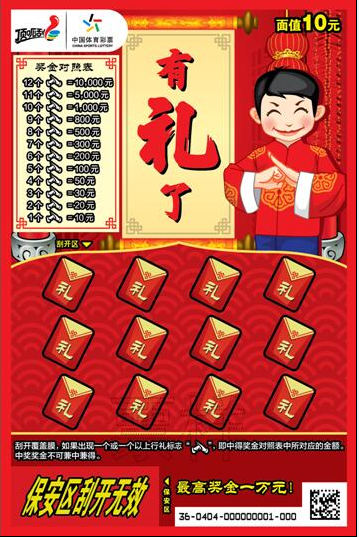 顶呱刮
中国体育彩票
CHINA SPORTS LOTTERY
面值10元
奖金对照表
12个 =10,000元
11个 =5,000元
10个 =1,000元
9个 =800元
8个 =500元
7个 =300元
6个 =200元
5个 =100元
4个 =50元
3个 =30元
2个 =20元
1个 =10元
有
礼
了
刮开区
礼 礼 礼 礼
礼 礼 礼 礼
礼 礼 礼 礼
刮开覆盖膜,如果出现一个或一个以上行礼标志“ ”,即中得奖金对照表中所对应的金额。
中奖奖金不可兼中兼得。
保安区刮开无效
保安区
最高奖金一万元!
36-0404-000000001-000